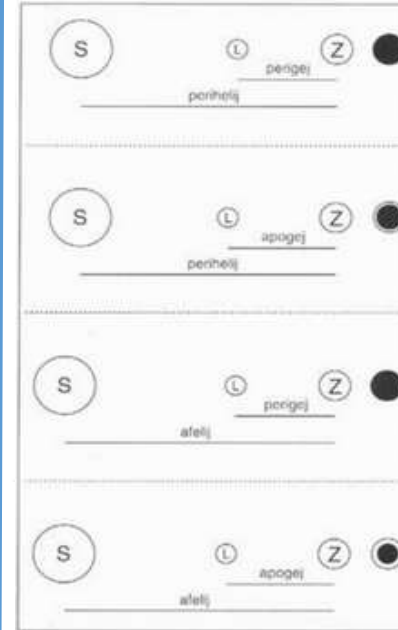 S L Z
perigej
perihelij
S L Z
apogej
perihelij
S L Z
perigej
afelij
S L Z
apogej
afelij